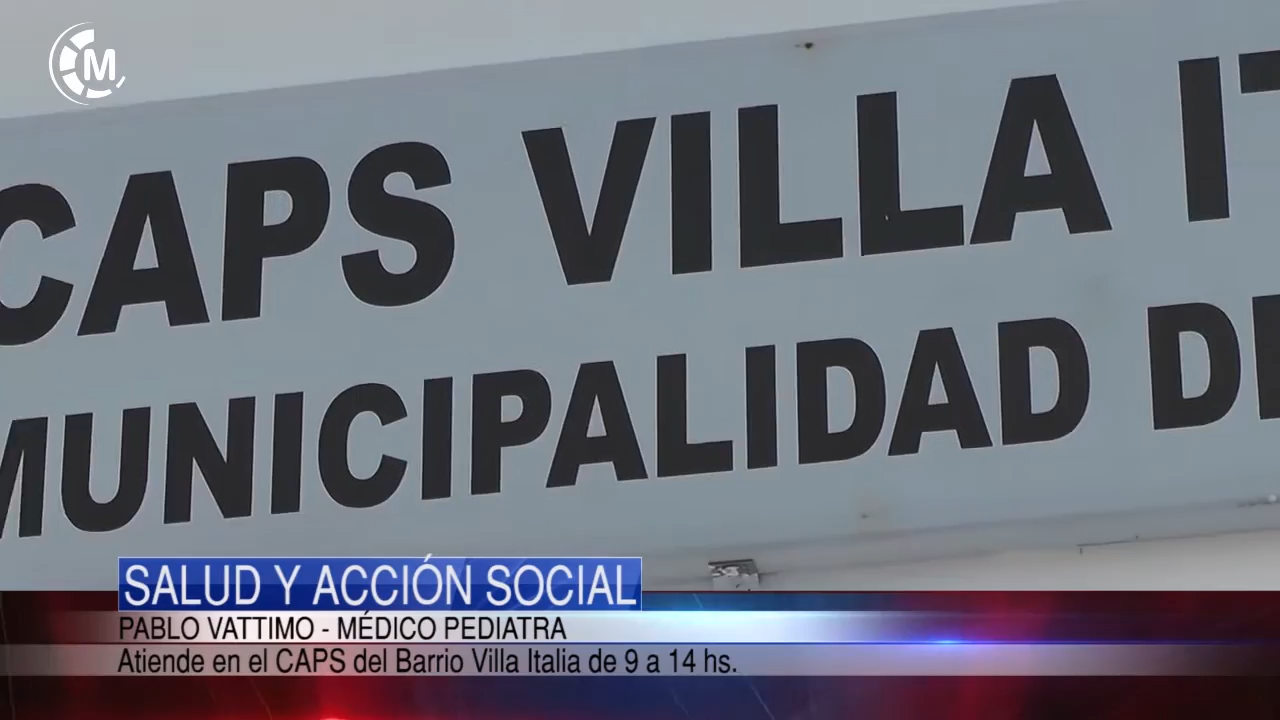 M
CAPS VILLA IT
MUNICIPALIDAD DE
SALUD Y ACCIÓN SOCIAL
PABLO VATTIMO - MÉDICO PEDIATRA
Atiende en el CAPS del Barrio Villa Italia de 9 a 14 hs.